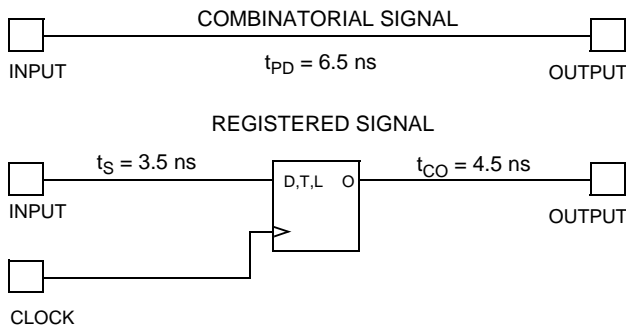 COMBINATORIAL SIGNAL
INPUT
tPD = 6.5 ns
OUTPUT
REGISTERED SIGNAL
tS = 3.5 ns
D,T,L O
tCO = 4.5 ns
INPUT
OUTPUT
CLOCK